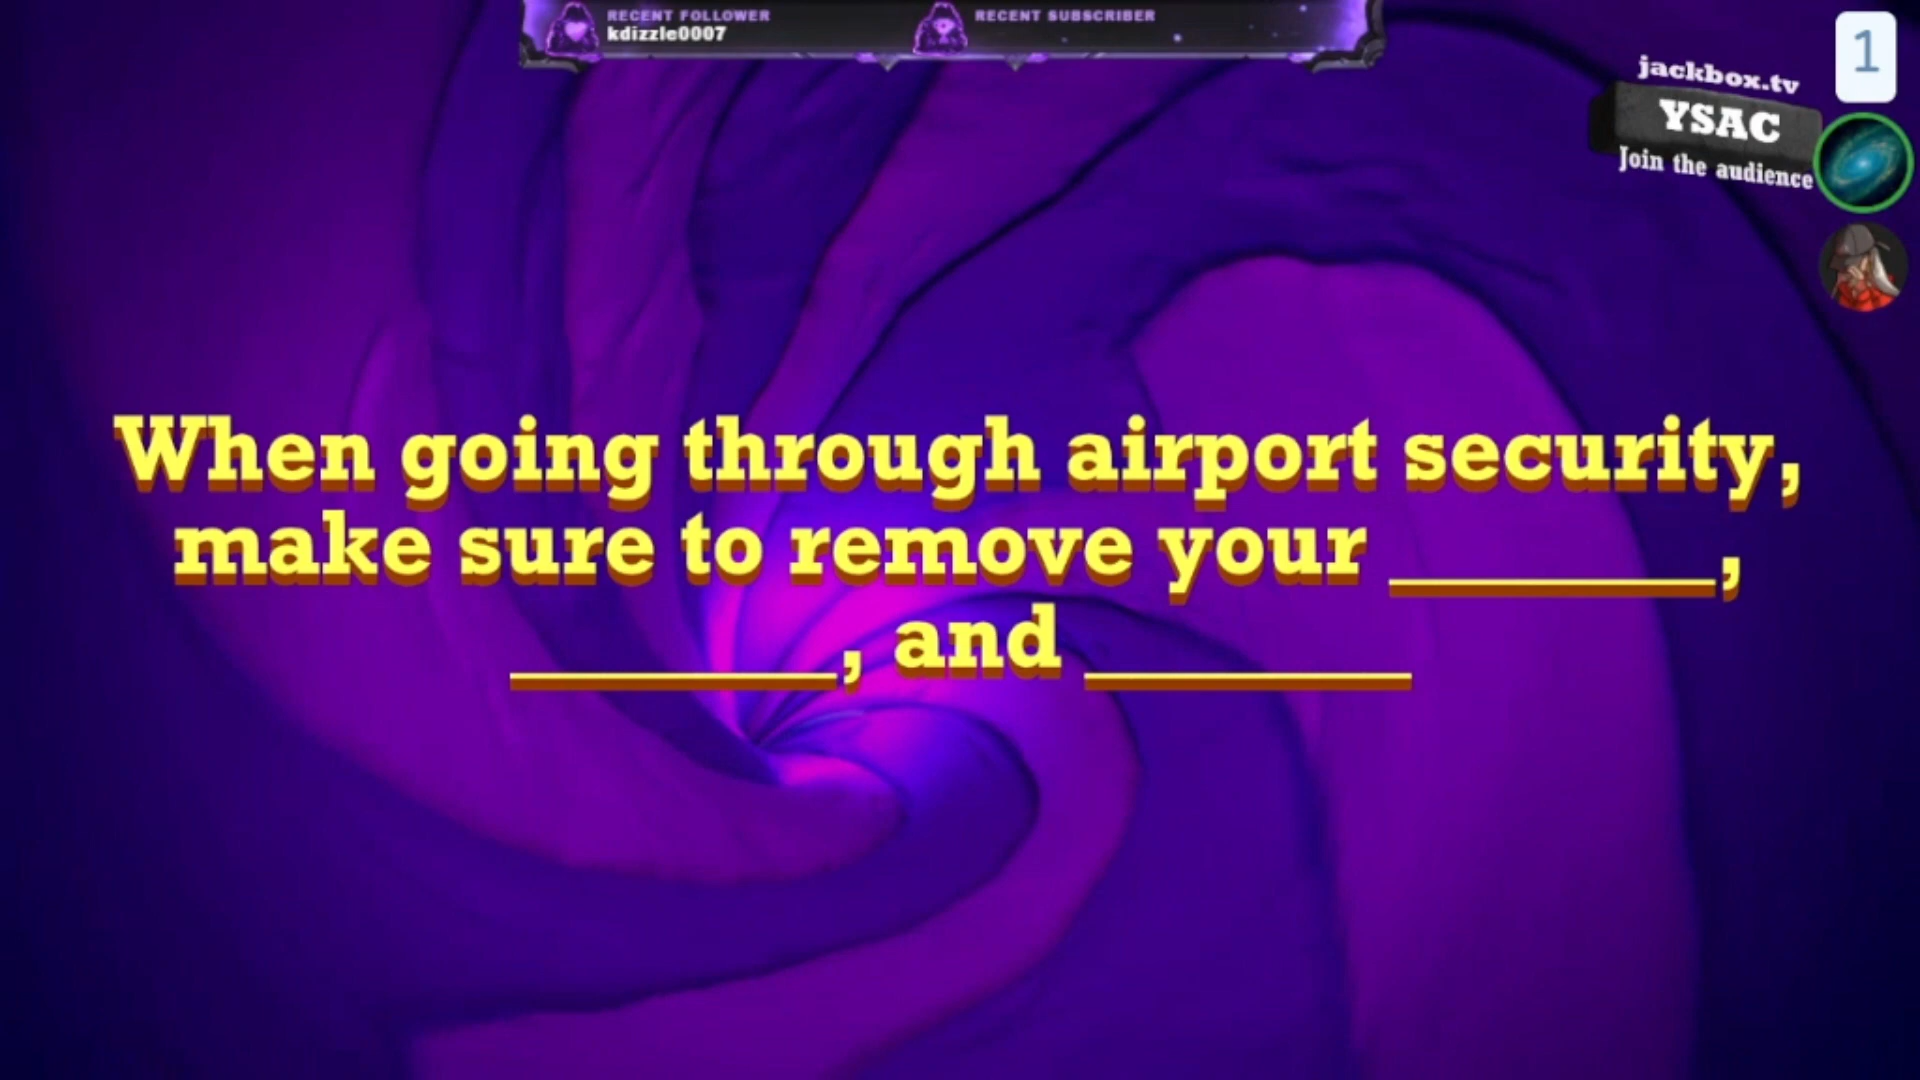 RECENT FOLLOWER
kdizzle0007
RECENT SUBSCRIBER
1
jackbox.tv
YSAC
Join the audience
When going through airport security,
make sure to remove your ________,
________, and ________